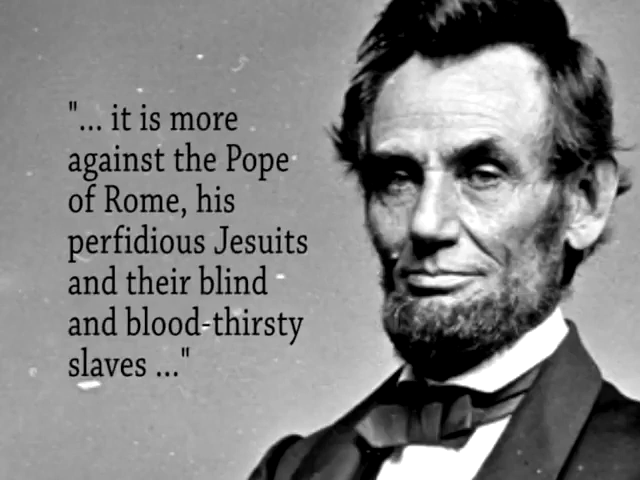 "... it is more
against the Pope
of Rome, his
perfidious Jesuits
and their blind
and blood-thirsty
slaves ..."